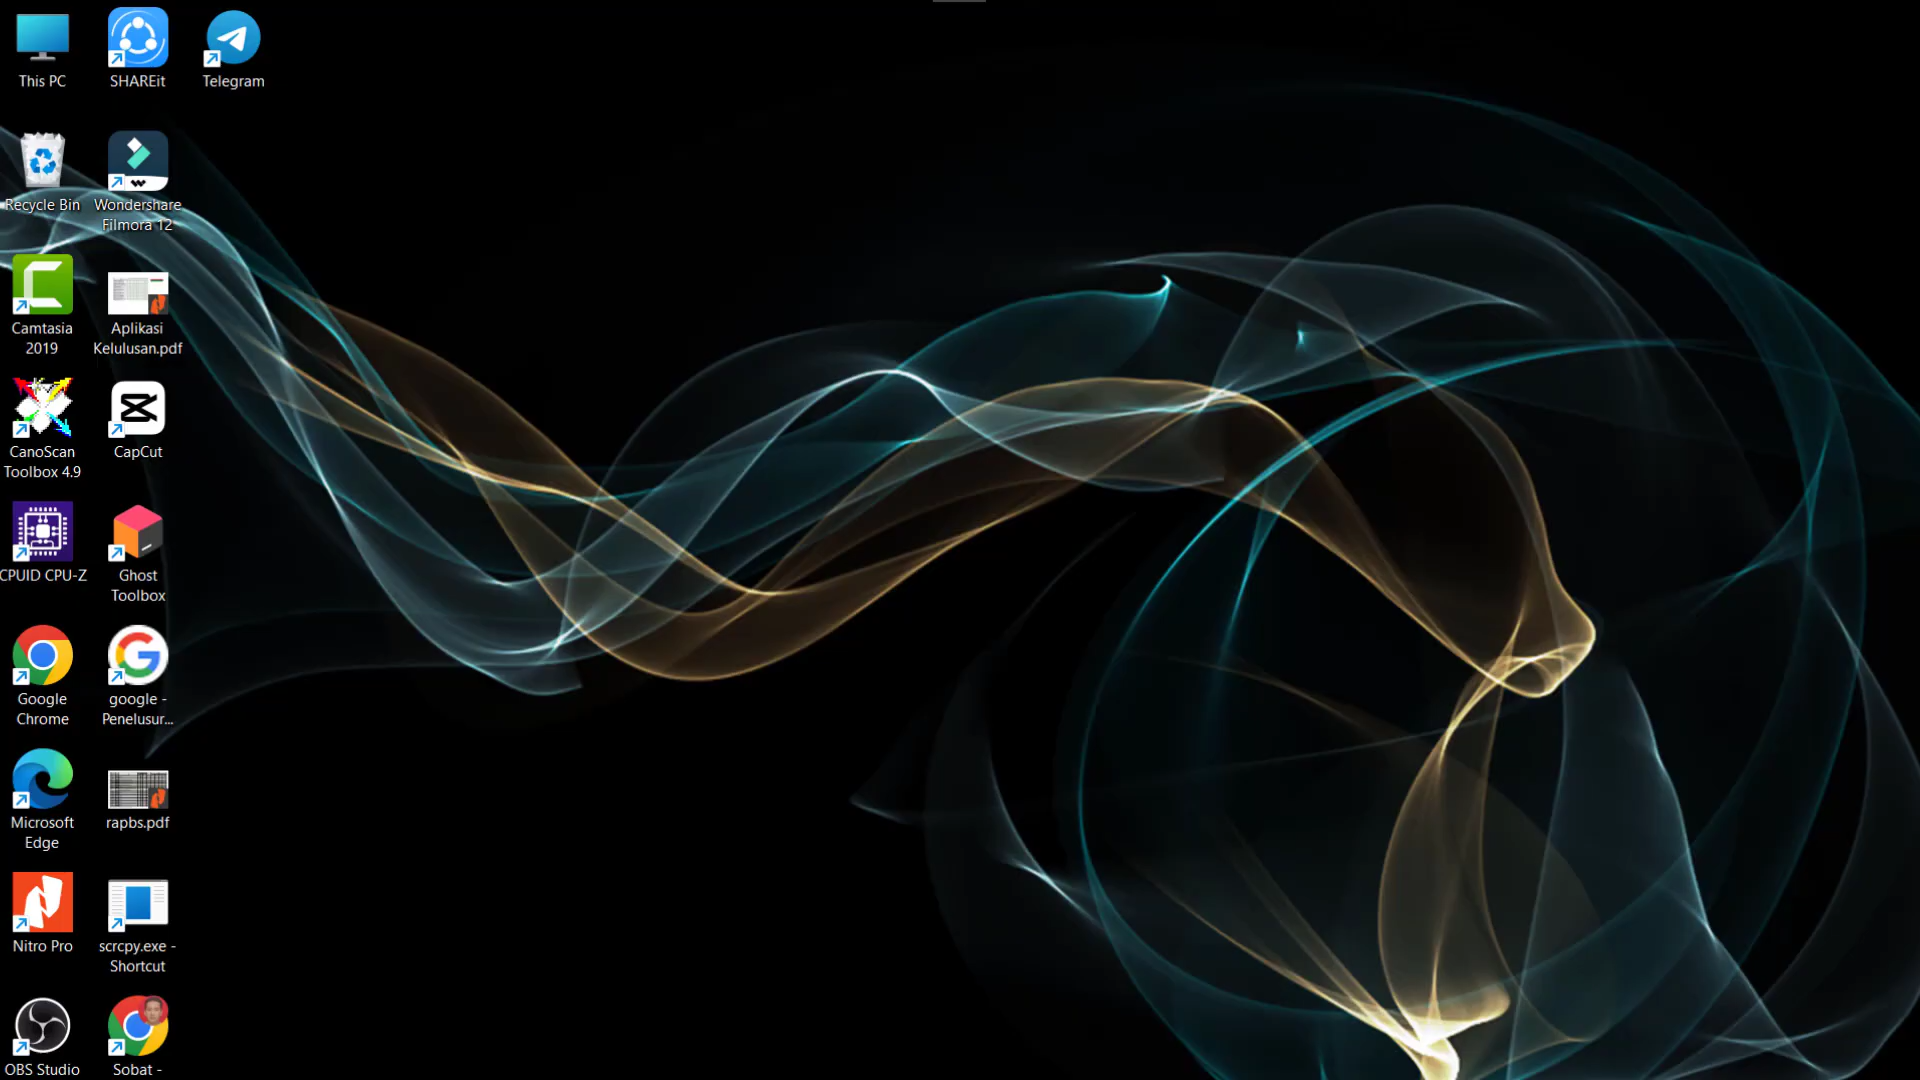 This PC
SHAREit
Telegram
Recycle Bin
Wondershare
Filmora 12
Camtasia
2019
Aplikasi
Kelulusan.pdf
CanoScan
Toolbox 4.9
CapCut
CPUID CPU-Z
Ghost
Toolbox
Google
Chrome
google -
Penelusur...
Microsoft
Edge
rapbs.pdf
Nitro Pro
scrcpy.exe -
Shortcut
OBS Studio
Sobat -